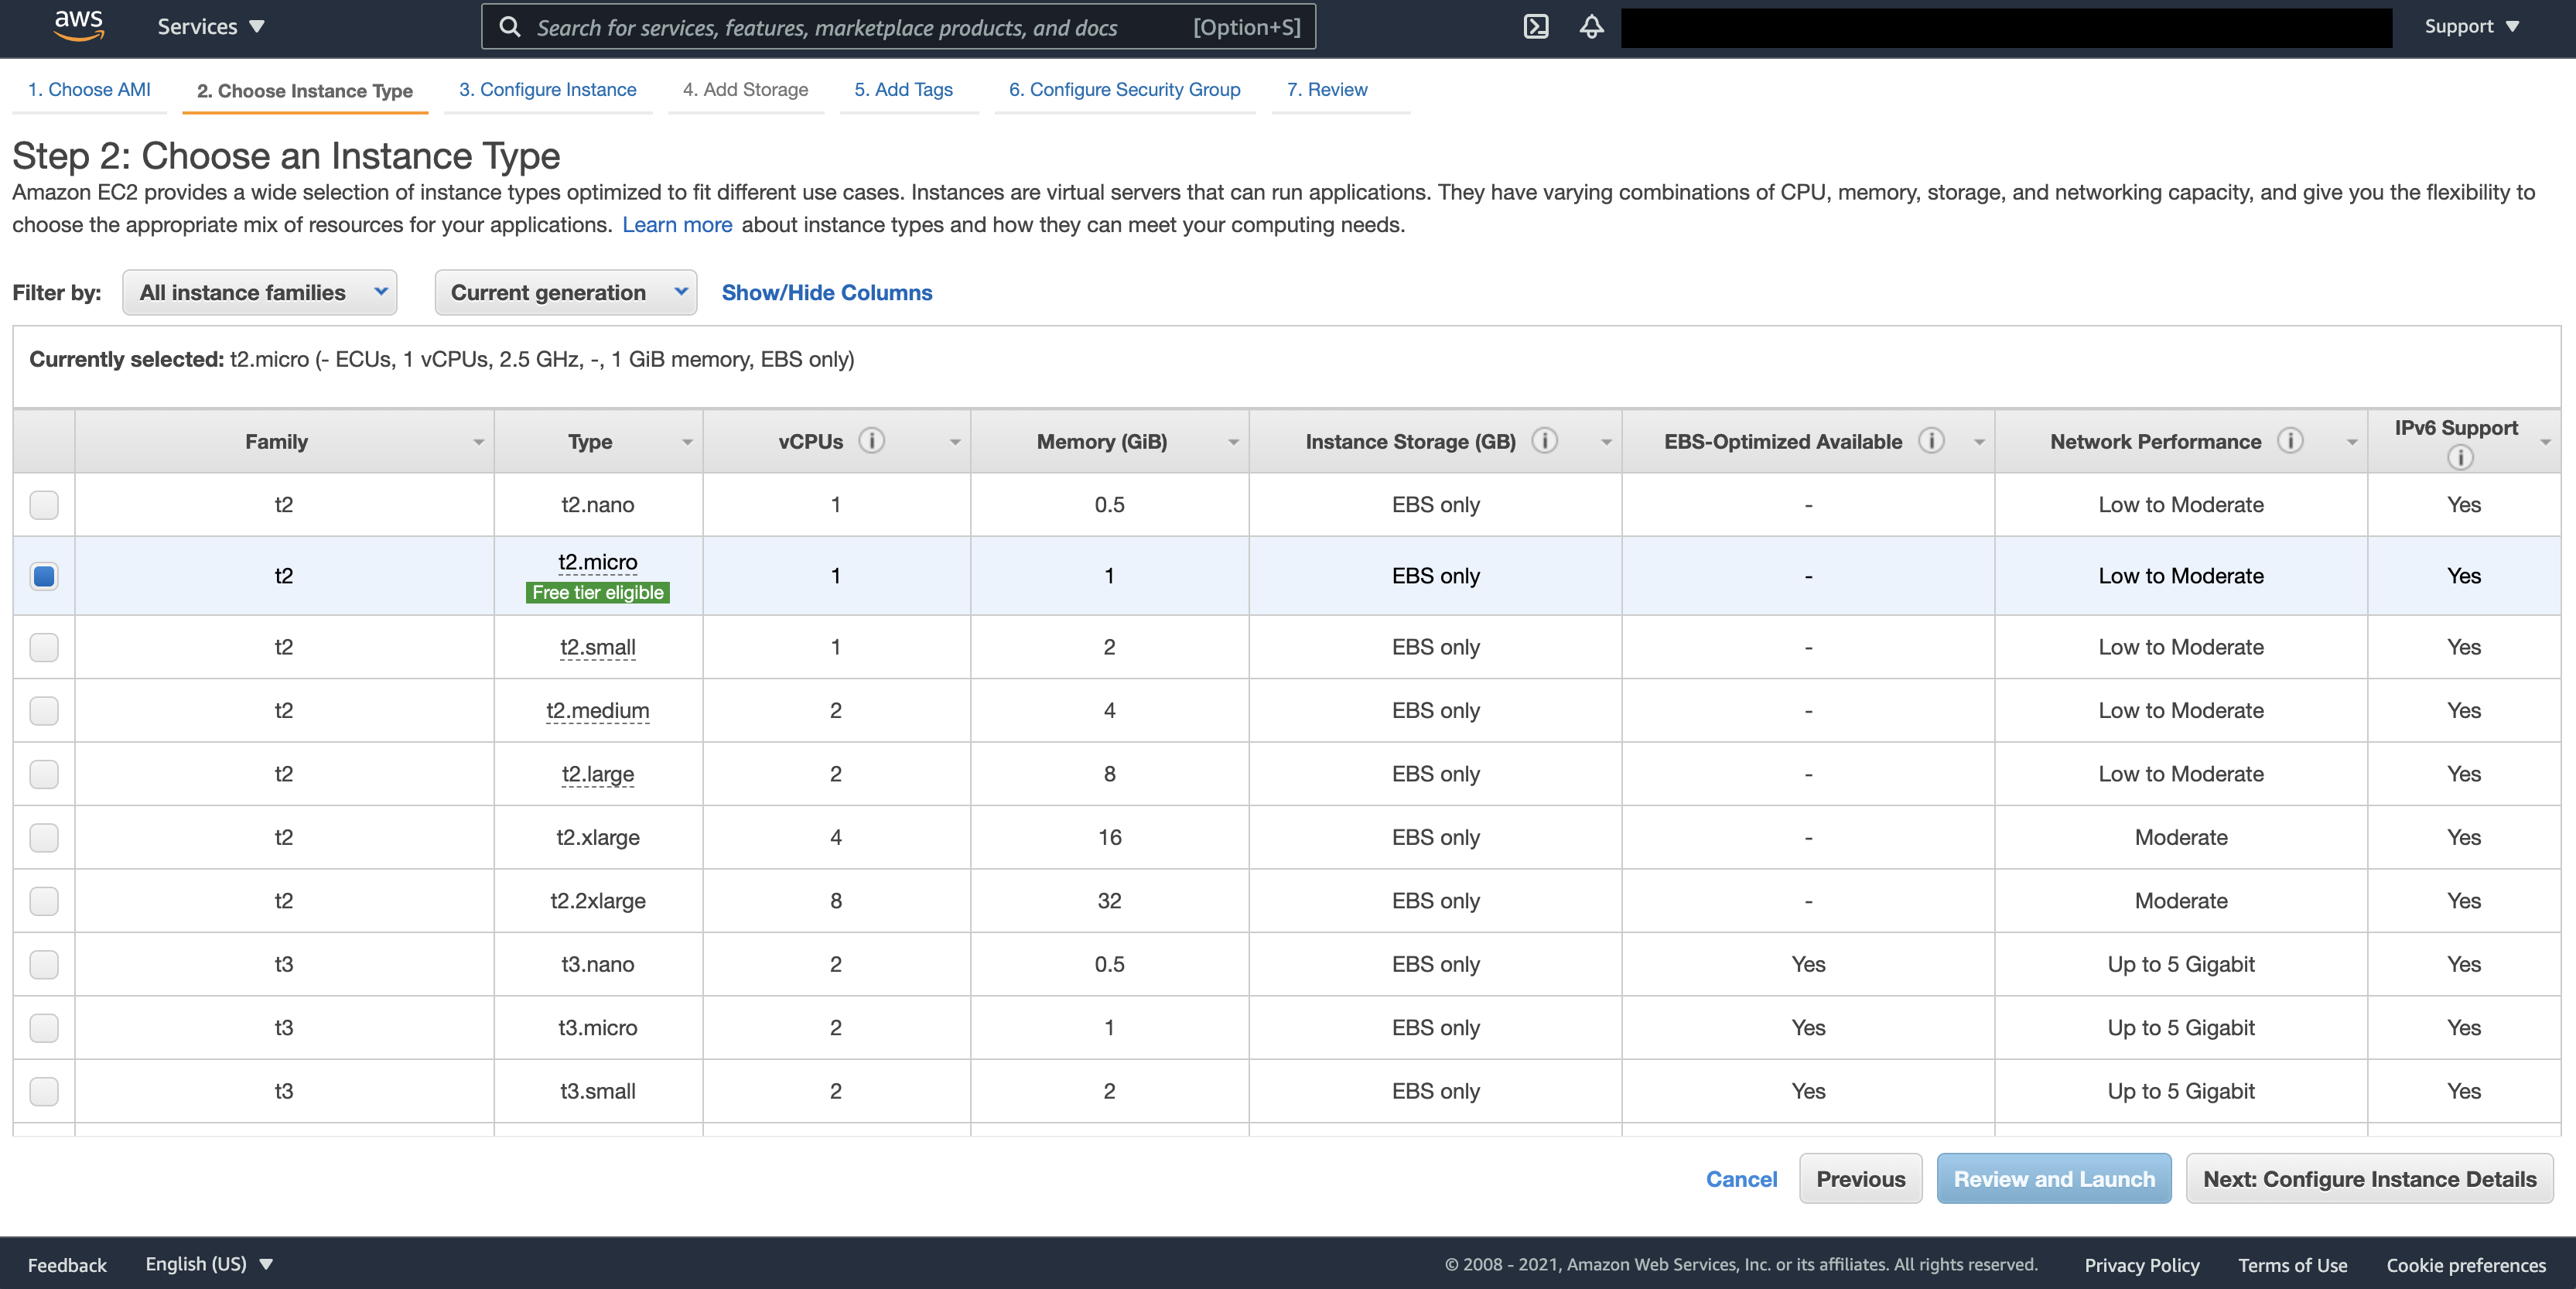 aws Services Search for services, features, marketplace products, and docs [Option+S] Support
1. Choose AMI 2. Choose Instance Type 3. Configure Instance 4. Add Storage 5. Add Tags 6. Configure Security Group 7. Review
Step 2: Choose an Instance Type
Amazon EC2 provides a wide selection of instance types optimized to fit different use cases. Instances are virtual servers that can run applications. They have varying combinations of CPU, memory, storage, and networking capacity, and give you the flexibility to
choose the appropriate mix of resources for your applications. Learn more about instance types and how they can meet your computing needs.
Filter by: All instance families Current generation Show/Hide Columns
Currently selected: t2.micro (- ECUs, 1 vCPUs, 2.5 GHz, -, 1 GiB memory, EBS only)
Family Type vCPUs i Memory (GiB) Instance Storage (GB) i EBS-Optimized Available i Network Performance i IPv6 Support i
t2 t2.nano 1 0.5 EBS only - Low to Moderate Yes
t2 t2.micro Free tier eligible 1 1 EBS only - Low to Moderate Yes
t2 t2.small 1 2 EBS only - Low to Moderate Yes
t2 t2.medium 2 4 EBS only - Low to Moderate Yes
t2 t2.large 2 8 EBS only - Low to Moderate Yes
t2 t2.xlarge 4 16 EBS only - Moderate Yes
t2 t2.2xlarge 8 32 EBS only - Moderate Yes
t3 t3.nano 2 0.5 EBS only Yes Up to 5 Gigabit Yes
t3 t3.micro 2 1 EBS only Yes Up to 5 Gigabit Yes
t3 t3.small 2 2 EBS only Yes Up to 5 Gigabit Yes
Cancel Previous Review and Launch Next: Configure Instance Details
Feedback English (US) © 2008 - 2021, Amazon Web Services, Inc. or its affiliates. All rights reserved. Privacy Policy Terms of Use Cookie preferences